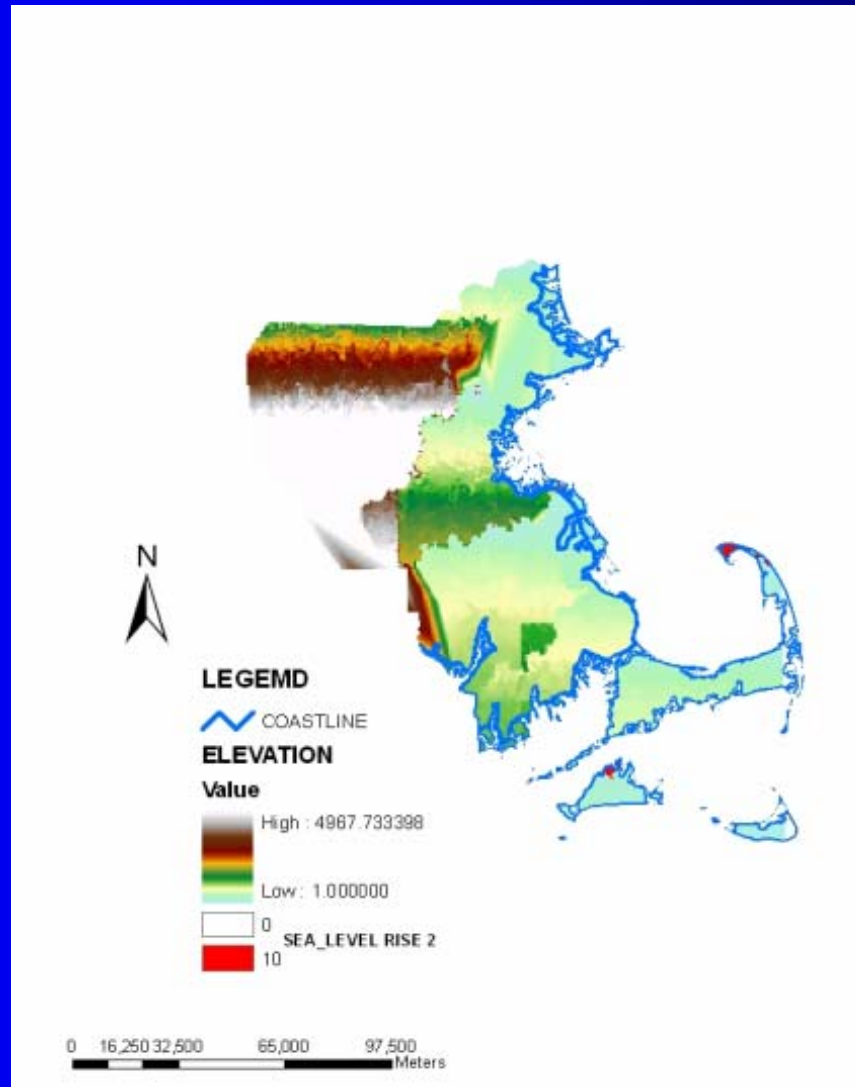 N
LEGEMD
COASTLINE
ELEVATION
Value
High : 4967.733398
Low : 1.000000
0
SEA_LEVEL RISE 2
10
0 16,250 32,500 65,000 97,500
Meters